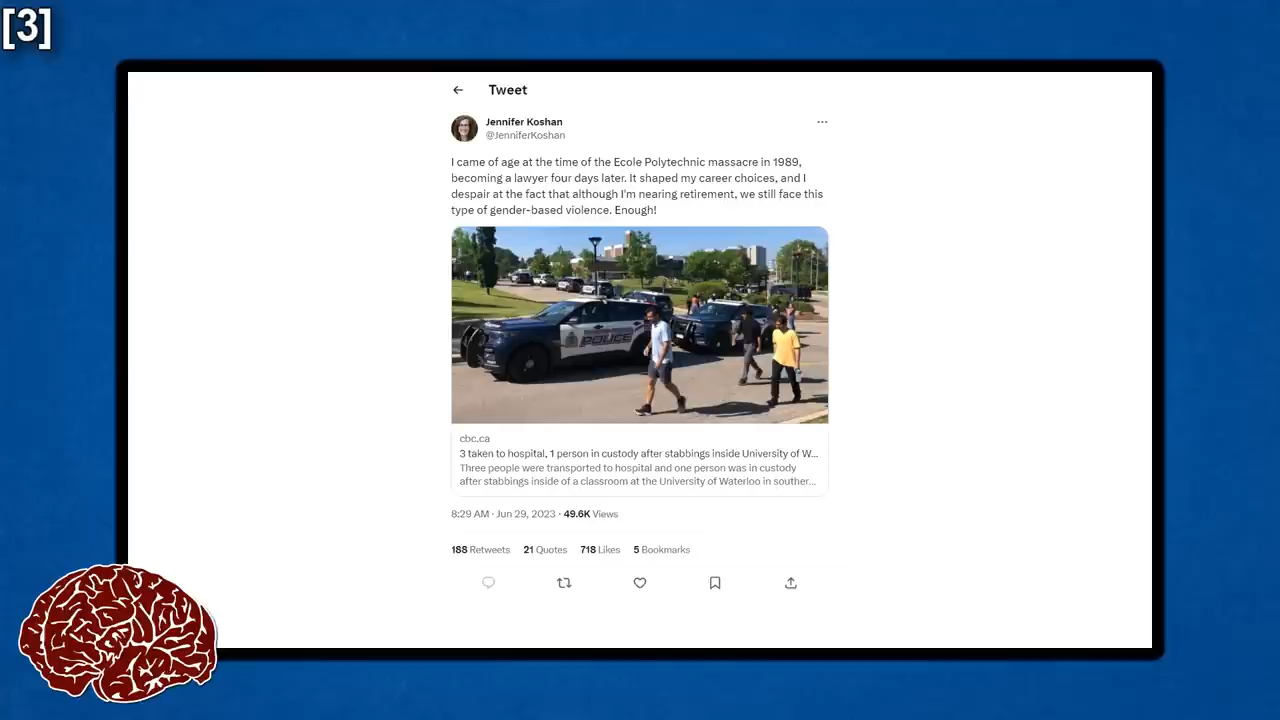 [3]
Tweet
Jennifer Koshan
@JenniferKoshan
I came of age at the time of the Ecole Polytechnic massacre in 1989,
becoming a lawyer four days later. It shaped my career choices, and I
despair at the fact that although I'm nearing retirement, we still face this
type of gender-based violence. Enough!
POLICE
cbc.ca
3 taken to hospital, 1 person in custody after stabbings inside University of W...
Three people were transported to hospital and one person was in custody
after stabbings inside of a classroom at the University of Waterloo in souther...
8:29 AM · Jun 29, 2023 · 49.6K Views
188 Retweets 21 Quotes 718 Likes 5 Bookmarks